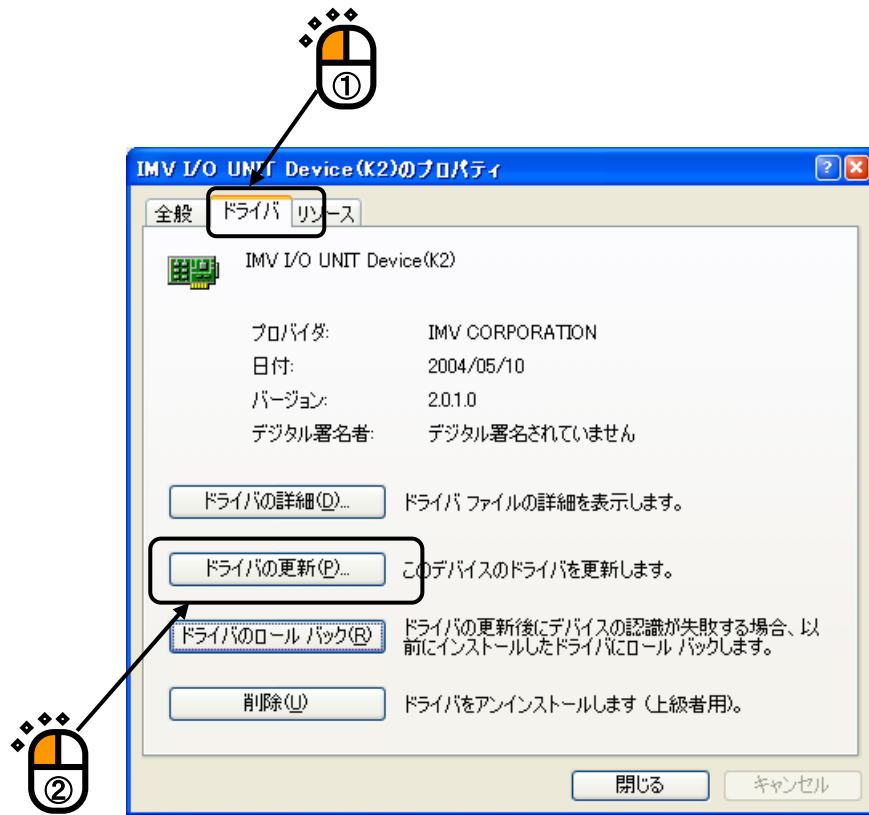 ①
IMV I/O UNIT Device(K2)のプロパティ
全般 ドライバ リソース
IMV I/O UNIT Device(K2)
プロバイダ: IMV CORPORATION
日付: 2004/05/10
バージョン: 2.0.1.0
デジタル署名者: デジタル署名されていません
ドライバの詳細(D)... ドライバ ファイルの詳細を表示します。
ドライバの更新(P)... このデバイスのドライバを更新します。
ドライバのロール バック(R) ドライバの更新後にデバイスの認識が失敗する場合、以
前にインストールしたドライバにロール バックします。
削除(U) ドライバをアンインストールします (上級者用)。
②
閉じる キャンセル